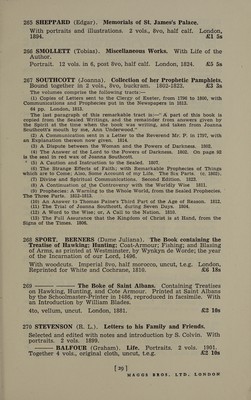 265 SHEPPARD (Edgar). Memorials of St. James's Palace.
With portraits and illustrations. 2 vols., 8vo, half calf. London,
1894. £1 5s
266 SMOLLETT (Tobias). Miscellaneous Works. With Life of the
Author.
Portrait. 12 vols. in 6, post 8vo, half calf. London, 1824. £3 5s
267 SOUTHCOTT (Joanna). Collection of her Prophetic Pamphlets.
Bound together in 2 vols., 8vo, buckram. 1802-1822. £3 3s
The volumes comprise the following tracts:—
(1) Copies of Letters sent to the Clergy of Exeter, from 1796 to 1800, with
Communications and Prophecies put in the Newspapers in 1813.
64 pp. London, 1813.
The last paragraph of this remarkable tract is:—"A part of this book is
copied from the Sealed Writings, and the remainder from answers given by
the Spirit at the time when the truth was put in print, all taken from Joanna
Southcott's mouth by me, Ann Underwood."
(2) A Communication sent in a Letter to the Reverend Mr. P. in 1797, with
an Explanation thereon now given. 1814.
(3) A Dispute between the Woman and the Powers of Darkness. 1802.
(4) The Answer of the Lord to the Powers of Darkness. 1802. On page 88
is the seal in red wax of Joanna Southcott.
(5) A Caution and Instruction to the Sealed. 1807.
(6) The Strange Effects of Faith; with Remarkable Prophecies of Things
which are to Come; Also, Some Account of my Life. The Six Parts. 1802).
(7) Divine and Spiritual Communications. Second Edition. 1822.
(8) A Continuation of the Controversy with the Worldly Wise. 1811.
(9) Prophecies: A Warning to the Whole World, from the Sealed Prophecies.
The Three Parts. 1812-1813.
(10) An Answer to Thomas Paine's Third Part of the Age of Reason. 1812.
(11) The Trial of Joanna Southcott, during Seven Days. 1804.
(12) A Word to the Wise; or, A Call to the Nation. 1810.
(13) The Full Assurance that the Kingdom of Christ is at Hand, from the
Signs of the Times. 1806.
268 SPORT. BERNERS (Dame Juliana). The Book containing the
Treatise of Hawking; Hunting; Coat-Armour; Fishing; and Blasing
of Arms, as printed at Westminster, by Wynkyn de Worde; the year
of the Incarnation of our Lord, 1496.
With woodcuts. Imperial 8vo, half morocco, uncut, t.e.g. London,
Reprinted for White and Cochrane, 1810. £6 18s
269 —— The Boke of Saint Albans. Containing Treatises
on Hawking, Hunting, and Cote Armour. Printed at Saint Albans
by the Schoolmaster-Printer in 1486, reproduced in facsimile. With
an Introduction by William Blades.
4to, vellum, uncut. London, 1881. £2 10s
270 STEVENSON (R. L.). Letters to his Family and Friends.
Selected and edited with notes and introduction by S. Colvin. With
portraits. 2 vols. 1899.
—— BALFOUR (Graham). Life. Portraits. 2 vols. 1901.
Together 4 vols., original cloth, uncut, t.e.g. £2 10s
[ 29 ]
MAGGS BROS. LTD. LONDON